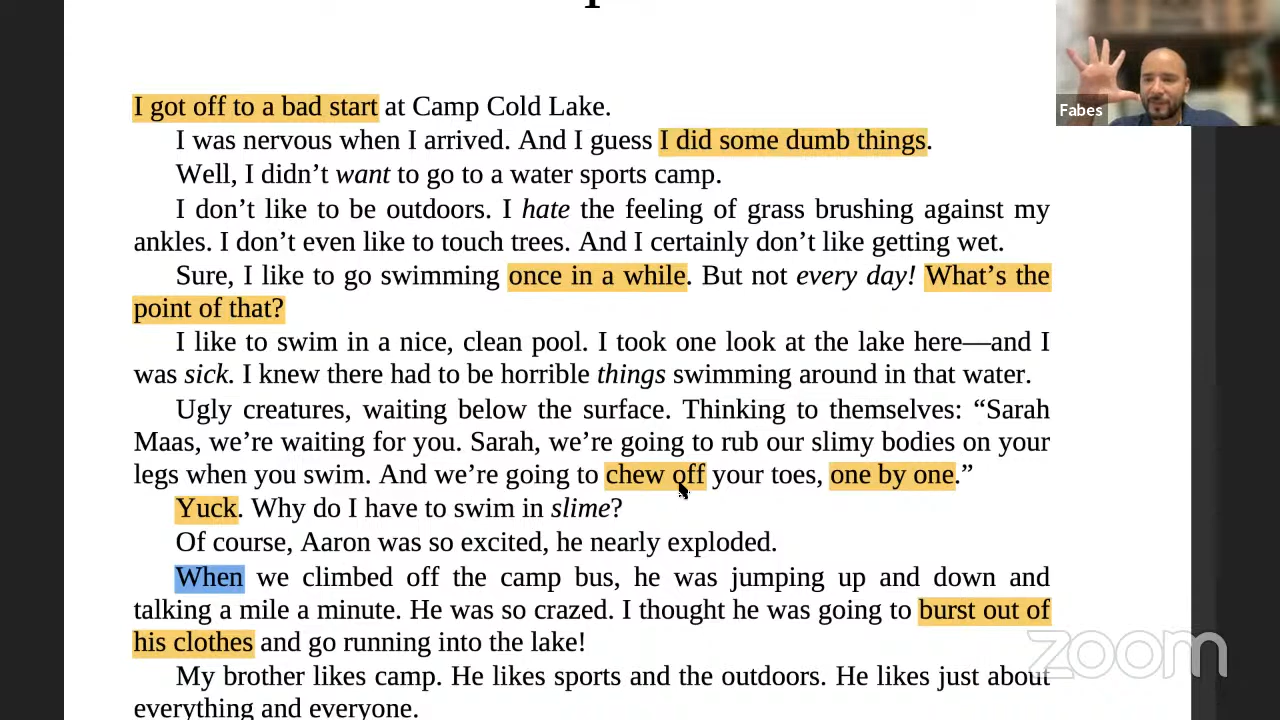 I got off to a bad start at Camp Cold Lake.
I was nervous when I arrived. And I guess I did some dumb things.
Well, I didn’t want to go to a water sports camp.
I don’t like to be outdoors. I hate the feeling of grass brushing against my
ankles. I don’t even like to touch trees. And I certainly don’t like getting wet.
Sure, I like to go swimming once in a while. But not every day! What’s the
point of that?
I like to swim in a nice, clean pool. I took one look at the lake here—and I
was sick. I knew there had to be horrible things swimming around in that water.
Ugly creatures, waiting below the surface. Thinking to themselves: “Sarah
Maas, we’re waiting for you. Sarah, we’re going to rub our slimy bodies on your
legs when you swim. And we’re going to chew off your toes, one by one.”
Yuck. Why do I have to swim in slime?
Of course, Aaron was so excited, he nearly exploded.
When we climbed off the camp bus, he was jumping up and down and
talking a mile a minute. He was so crazed. I thought he was going to burst out of
his clothes and go running into the lake!
My brother likes camp. He likes sports and the outdoors. He likes just about
everything and everyone.
Fabes
zoom